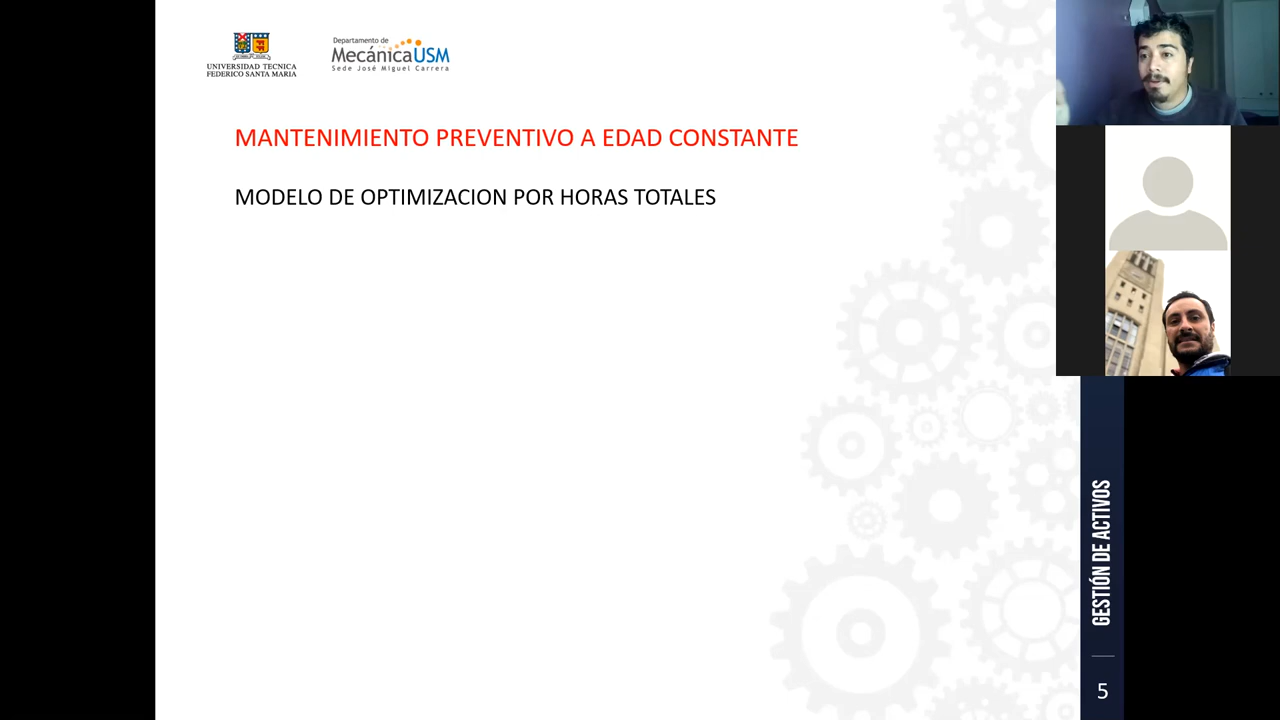 UNIVERSIDAD TECNICA
FEDERICO SANTA MARIA
Departamento de
MecánicaUSM
Sede José Miguel Carrera
MANTENIMIENTO PREVENTIVO A EDAD CONSTANTE
MODELO DE OPTIMIZACION POR HORAS TOTALES
GESTIÓN DE ACTIVOS
5